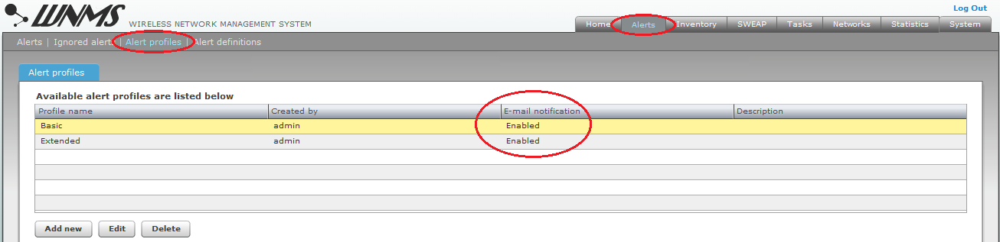 Log Out
WNMS WIRELESS NETWORK MANAGEMENT SYSTEM
Home Alerts Inventory SWEAP Tasks Networks Statistics System
Alerts | Ignored alerts | Alert profiles | Alert definitions
Alert profiles
Available alert profiles are listed below
Profile name Created by E-mail notification Description
Basic admin Enabled
Extended admin Enabled
Add new Edit Delete